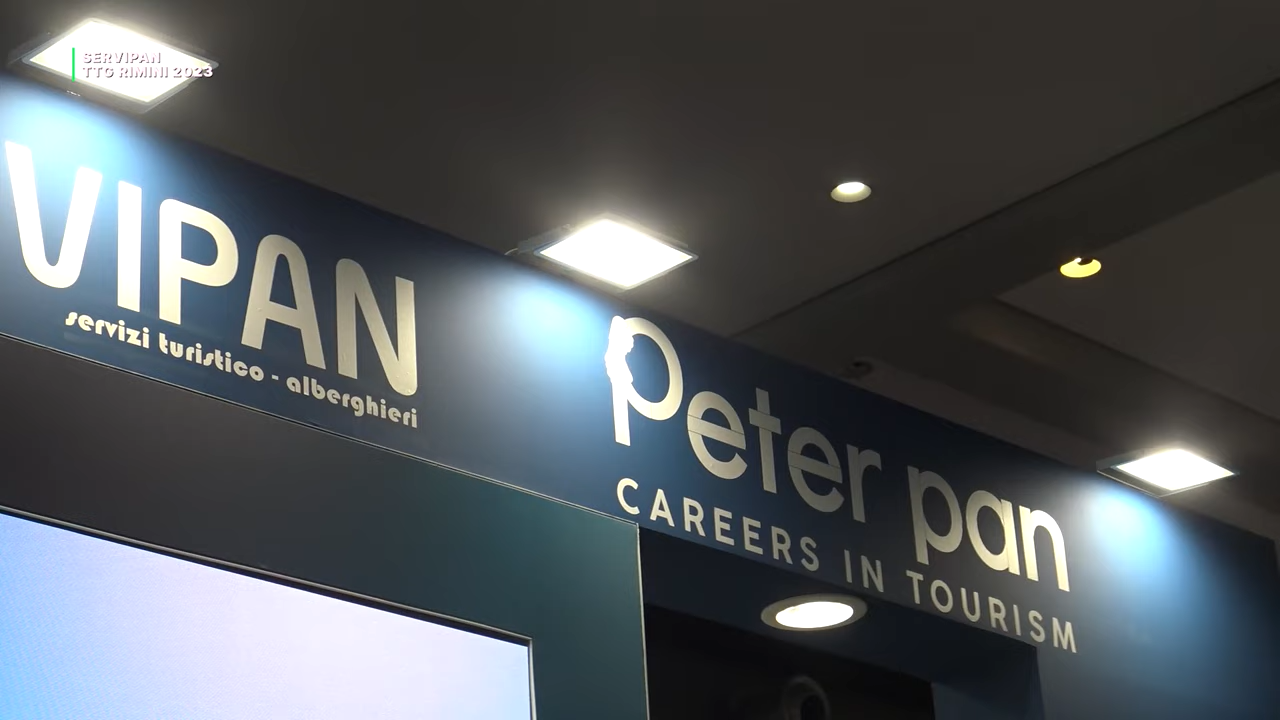 SERVIPAN
TTG RIMINI 2023
VIPAN
servizi turistico - alberghieri
Peter pan
CAREERS IN TOURISM